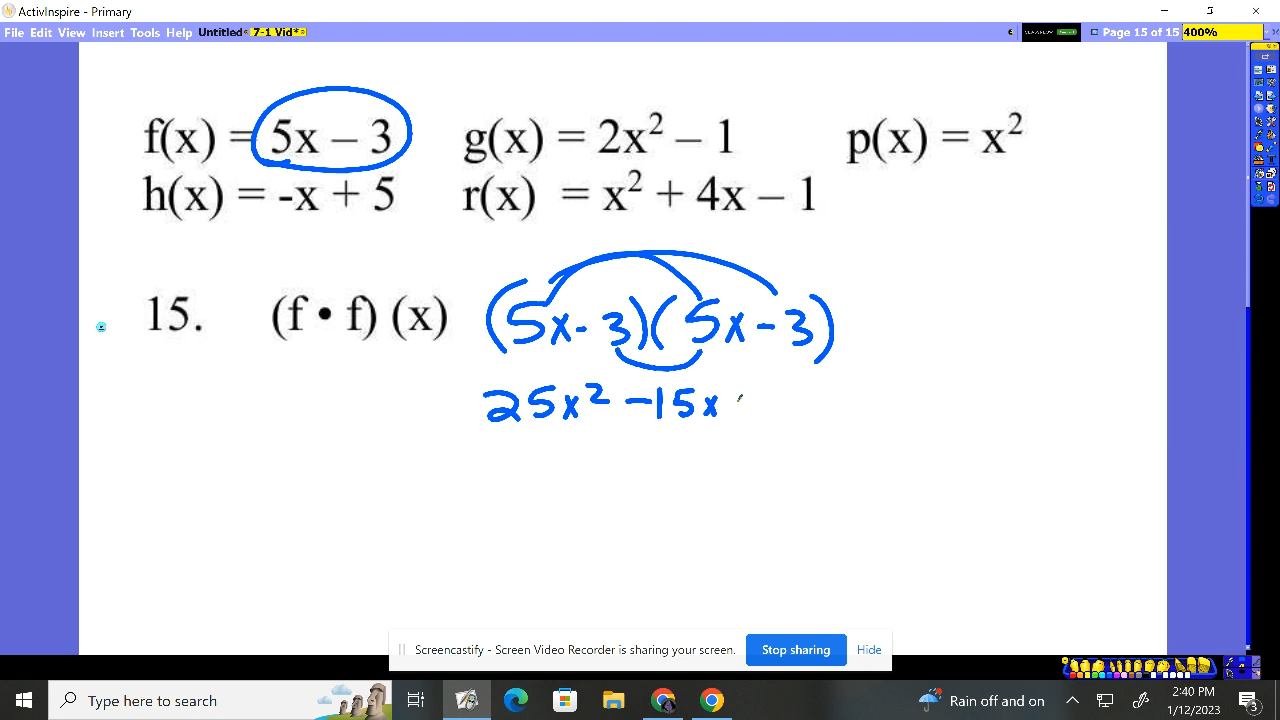 ActivInspire - Primary
File Edit View Insert Tools Help Untitled* 7-1 Vid* Page 15 of 15 400%
f(x) = 5x – 3 g(x) = 2x² – 1 p(x) = x²
h(x) = -x + 5 r(x) = x² + 4x – 1
15. (f • f) (x) (5x - 3)(5x - 3)
25x² - 15x
Screencastify - Screen Video Recorder is sharing your screen. Stop sharing Hide
Type here to search
Rain off and on
2:40 PM
1/12/2023
3